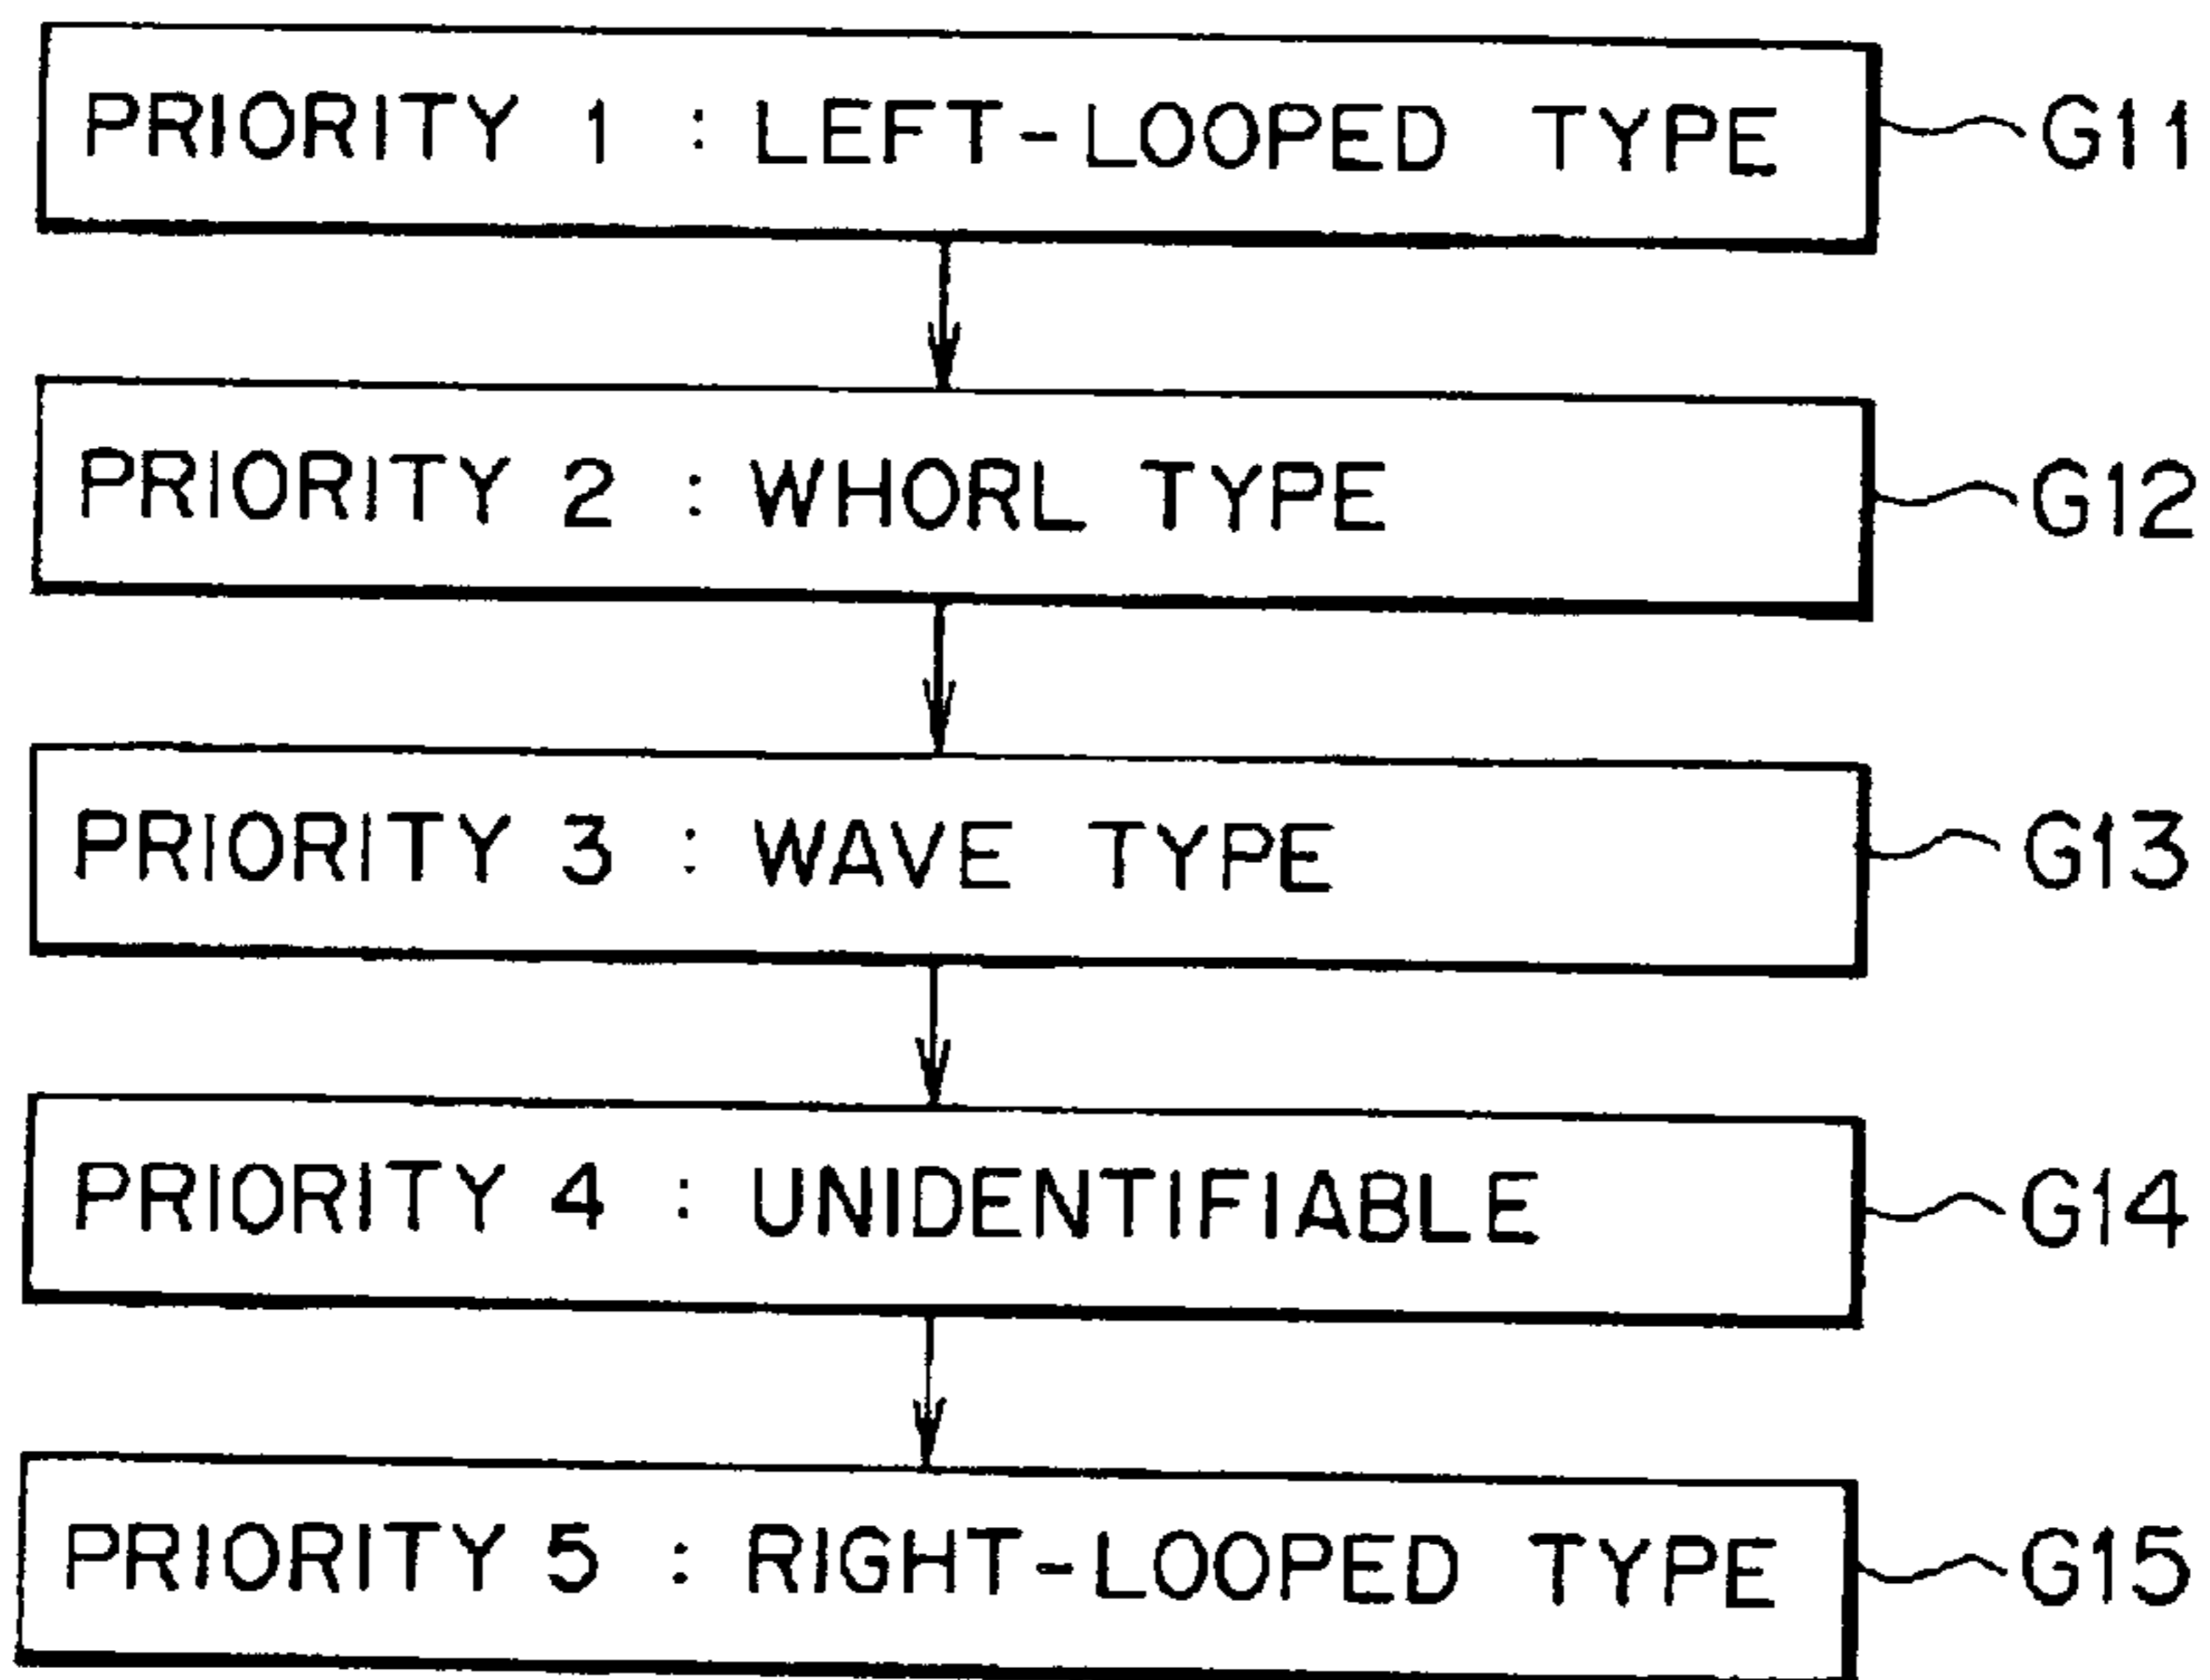 PRIORITY 1 : LEFT-LOOPED TYPE G11
PRIORITY 2 : WHORL TYPE G12
PRIORITY 3 : WAVE TYPE G13
PRIORITY 4 : UNIDENTIFIABLE G14
PRIORITY 5 : RIGHT-LOOPED TYPE G15